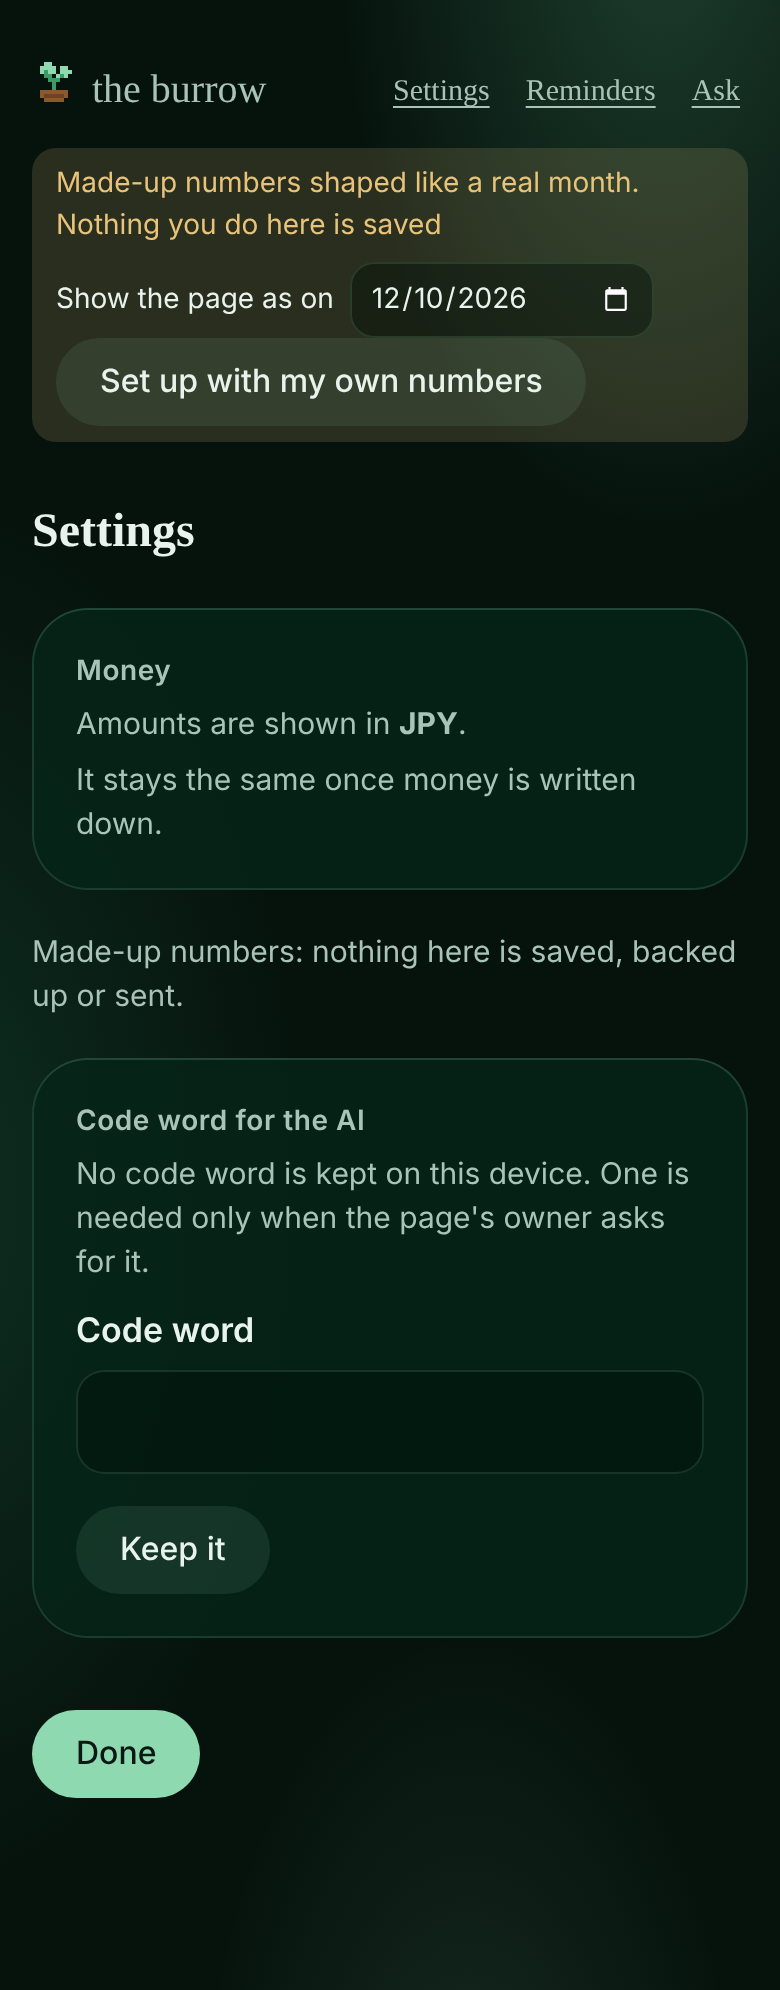 the burrow
Settings
Reminders
Ask
Made-up numbers shaped like a real month.
Nothing you do here is saved
Show the page as on
12/10/2026
Set up with my own numbers
Settings
Money
Amounts are shown in JPY.
It stays the same once money is written
down.
Made-up numbers: nothing here is saved, backed
up or sent.
Code word for the AI
No code word is kept on this device. One is
needed only when the page's owner asks
for it.
Code word
Keep it
Done